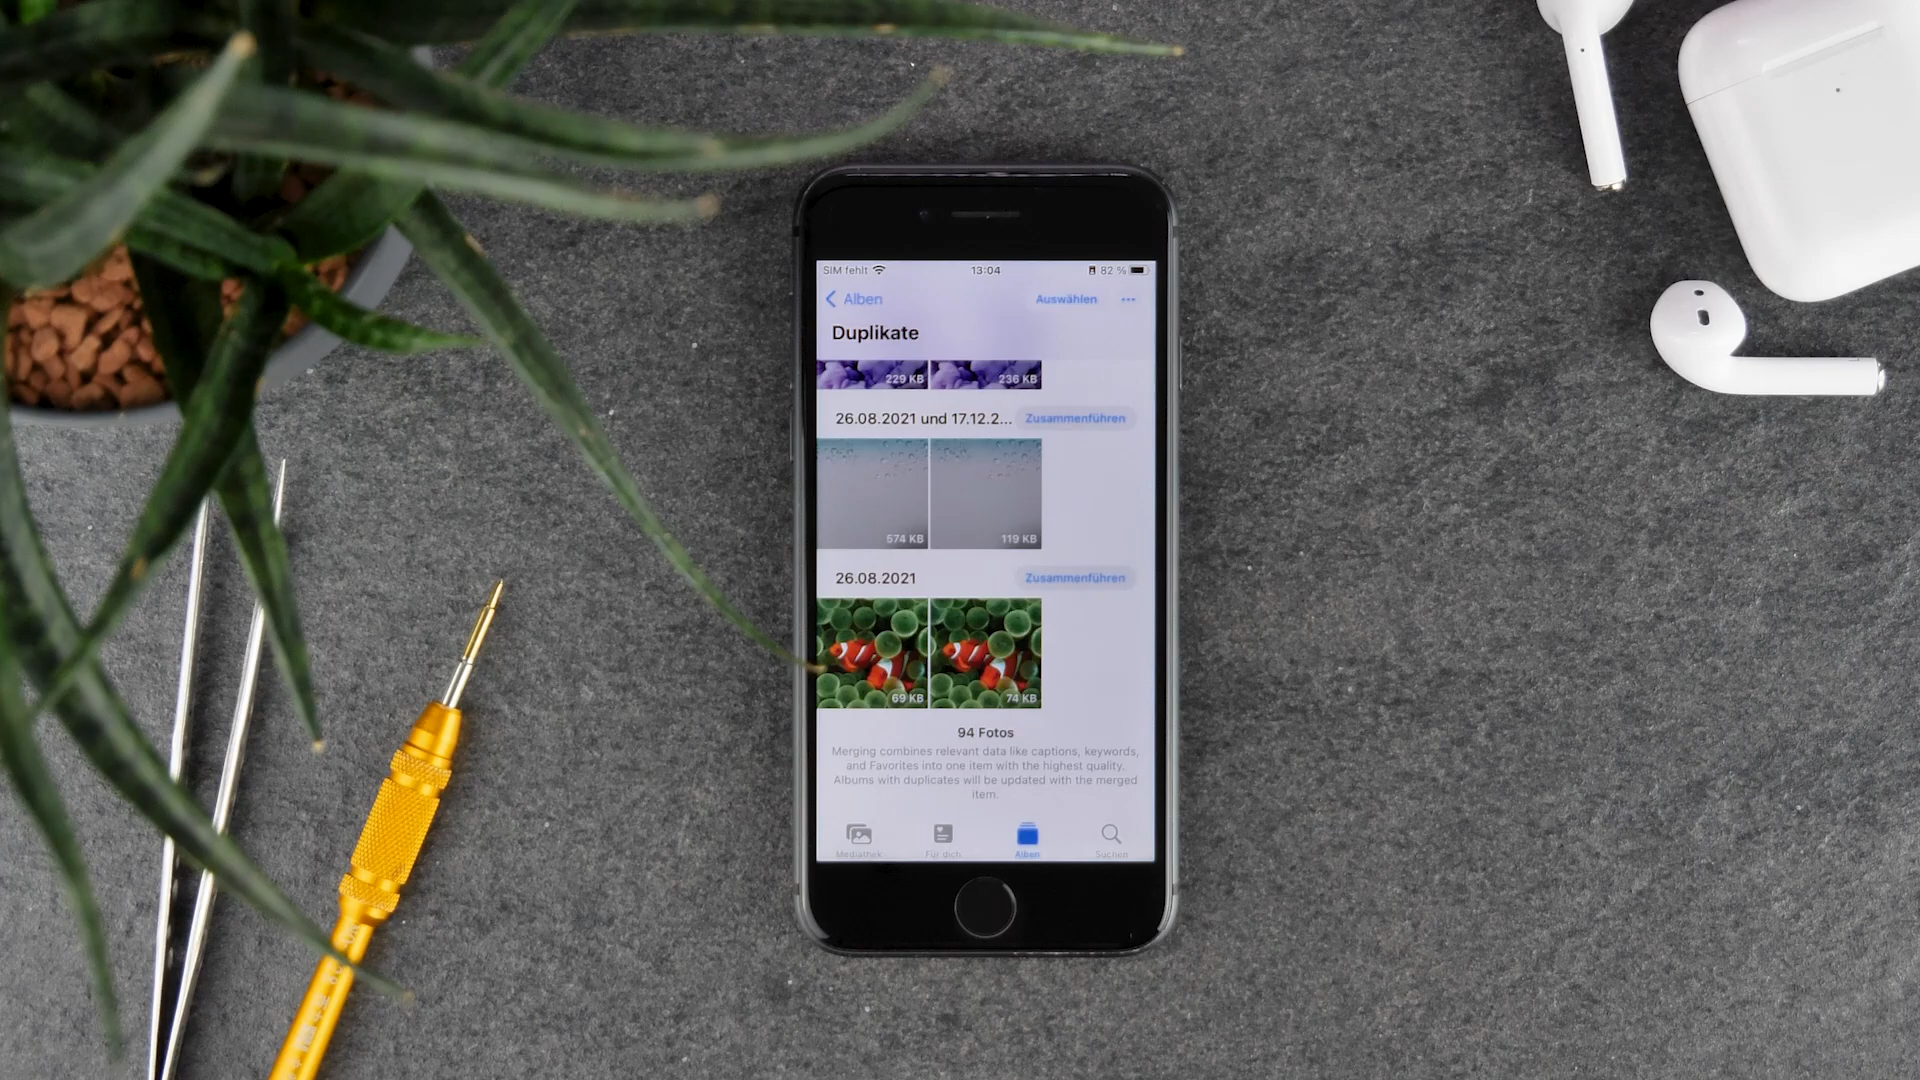 SIM fehlt 13:04 82 %
Alben Auswählen
Duplikate
229 KB 236 KB
26.08.2021 und 17.12.2... Zusammenführen
574 KB 119 KB
26.08.2021 Zusammenführen
69 KB 74 KB
94 Fotos
Merging combines relevant data like captions, keywords,
and Favorites into one item with the highest quality.
Albums with duplicates will be updated with the merged
item.
Mediathek Für dich Alben Suchen